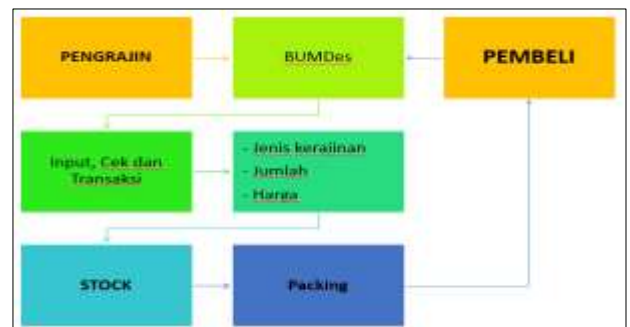 PENGRAJIN
BUMDes
PEMBELI
Input, Cek dan
Transaksi
- Jenis kerajinan
- Jumlah
- Harga
STOCK
Packing